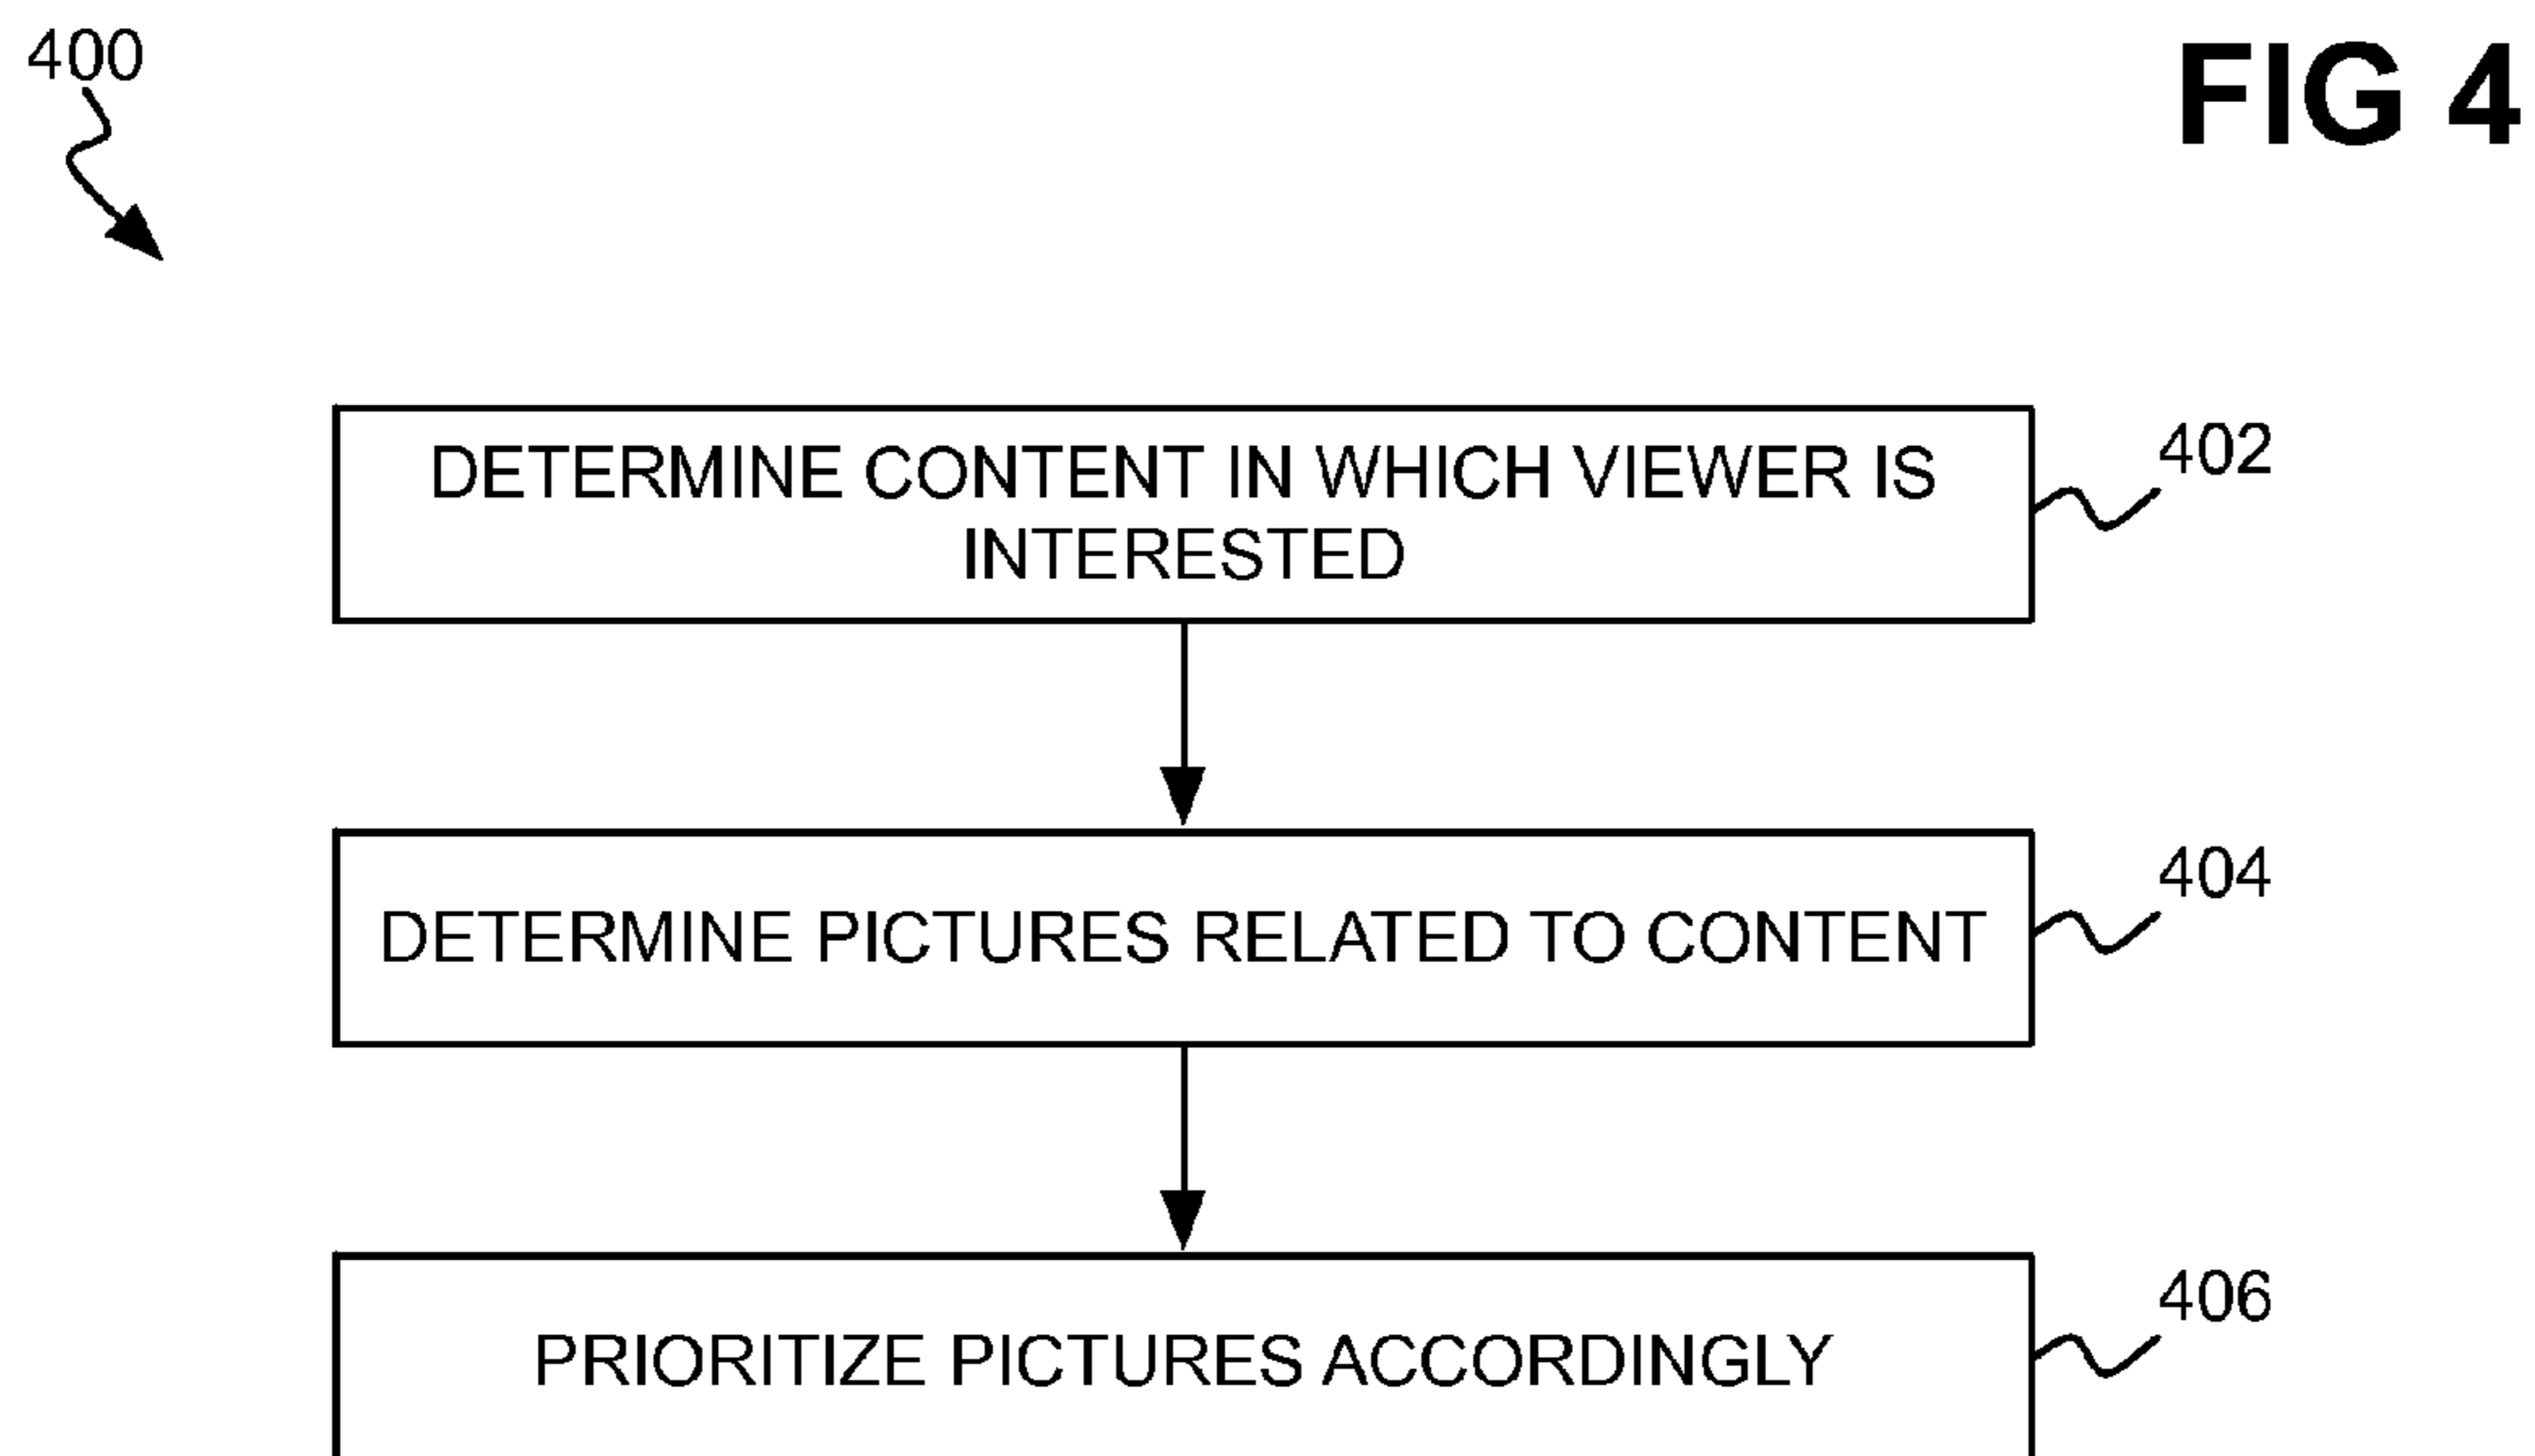 400
FIG 4
DETERMINE CONTENT IN WHICH VIEWER IS
INTERESTED
402
DETERMINE PICTURES RELATED TO CONTENT
404
PRIORITIZE PICTURES ACCORDINGLY
406